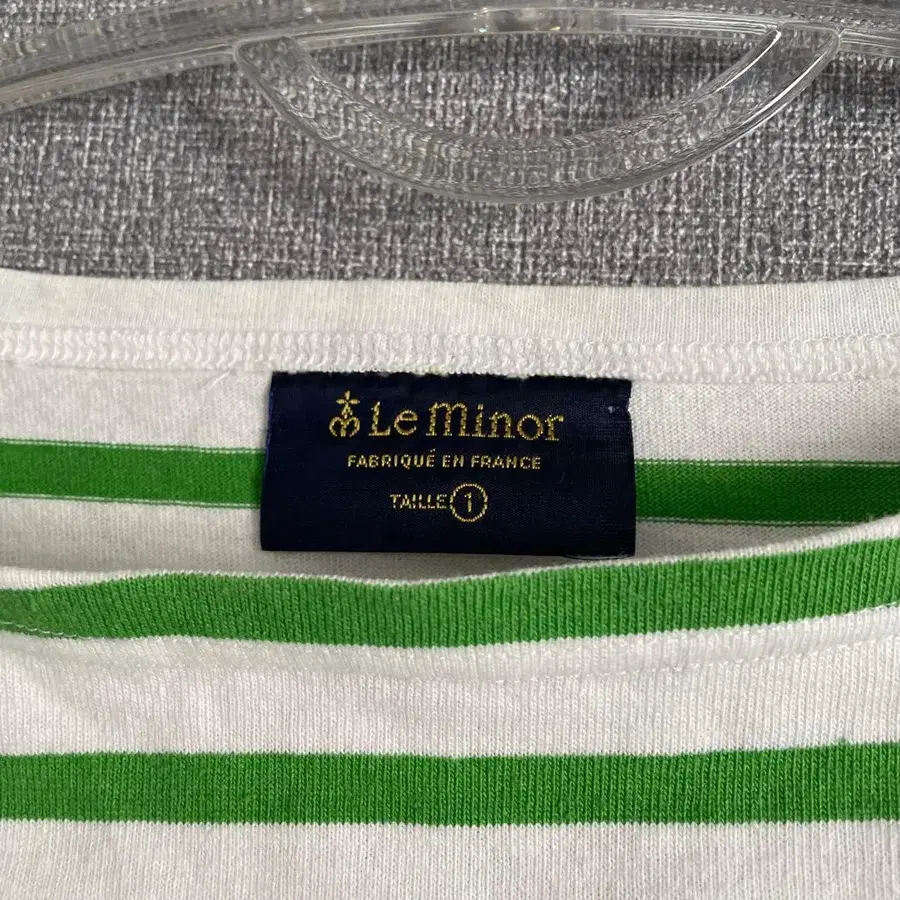 Le Minor
FABRIQUÉ EN FRANCE
TAILLE 1